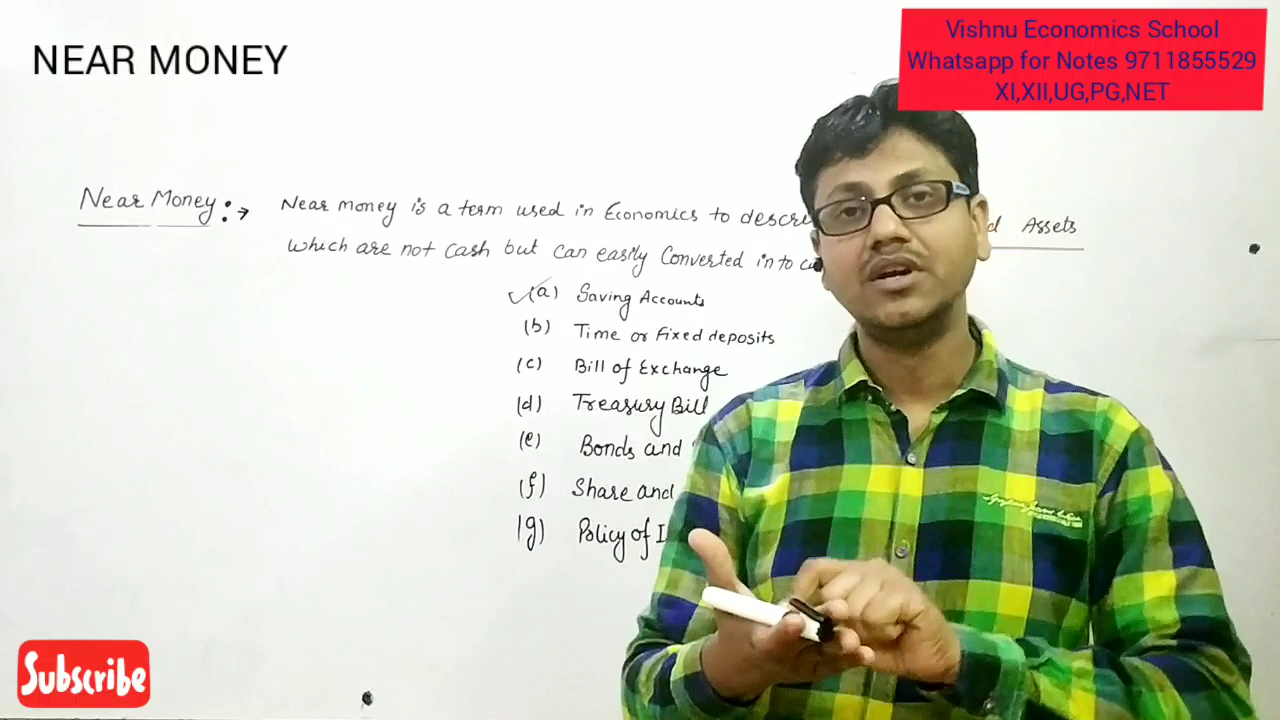 NEAR MONEY
Vishnu Economics School
Whatsapp for Notes 9711855529
XI,XII,UG,PG,NET
Near Money : → Near money is a term used in Economics to Assets
which are not cash but can easily Converted in to
✓ (a) Saving Accounts
(b) Time or Fixed deposits
(c) Bill of Exchange
(d) Treasury Bill
(e) Bonds and
(f) Share and
(g) Policy of
Subscribe